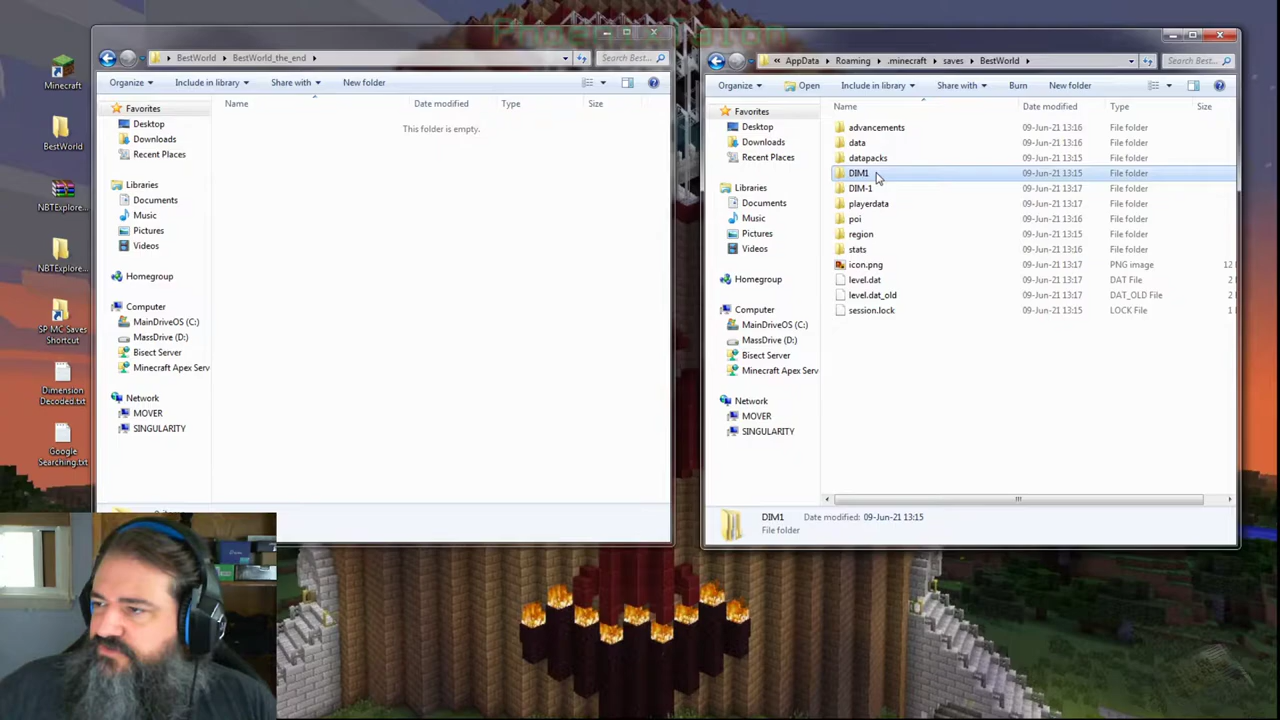 Minecraft
BestWorld
NBTExplore...
NBTExplore...
SP MC Saves
Shortcut
Dimension
Decoded.txt
Google
Searching.txt
BestWorld
BestWorld_the_end
Search Best...
Organize
Include in library
Share with
New folder
Name
Date modified
Type
Size
This folder is empty.
Favorites
Desktop
Downloads
Recent Places
Libraries
Documents
Music
Pictures
Videos
Homegroup
Computer
MainDriveOS (C:)
MassDrive (D:)
Bisect Server
Minecraft Apex Serv
Network
MOVER
SINGULARITY
« AppData
Roaming
.minecraft
saves
BestWorld
Search Best...
Organize
Open
Include in library
Share with
Burn
New folder
Favorites
Desktop
Downloads
Recent Places
Libraries
Documents
Music
Pictures
Videos
Homegroup
Computer
MainDriveOS (C:)
MassDrive (D:)
Bisect Server
Minecraft Apex Serv
Network
MOVER
SINGULARITY
Name Date modified Type Size
advancements 09-Jun-21 13:16 File folder
data 09-Jun-21 13:16 File folder
datapacks 09-Jun-21 13:15 File folder
DIM1 09-Jun-21 13:15 File folder
DIM-1 09-Jun-21 13:15 File folder
playerdata 09-Jun-21 13:17 File folder
poi 09-Jun-21 13:16 File folder
region 09-Jun-21 13:15 File folder
stats 09-Jun-21 13:16 File folder
icon.png 09-Jun-21 13:17 PNG image 12
level.dat 09-Jun-21 13:17 DAT File 2
level.dat_old 09-Jun-21 13:17 DAT_OLD File 2
session.lock 09-Jun-21 13:15 LOCK File 1
DIM1 Date modified: 09-Jun-21 13:15
File folder